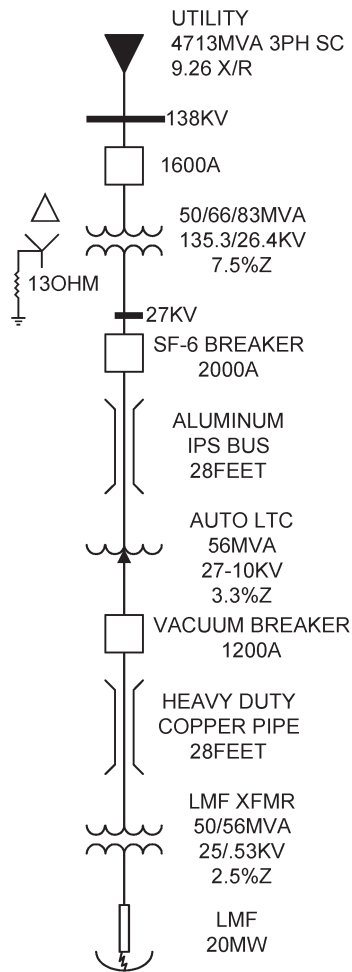 UTILITY
4713MVA 3PH SC
9.26 X/R
138KV
1600A
50/66/83MVA
135.3/26.4KV
7.5%Z
13OHM
27KV
SF-6 BREAKER
2000A
ALUMINUM
IPS BUS
28FEET
AUTO LTC
56MVA
27-10KV
3.3%Z
VACUUM BREAKER
1200A
HEAVY DUTY
COPPER PIPE
28FEET
LMF XFMR
50/56MVA
25/.53KV
2.5%Z
LMF
20MW